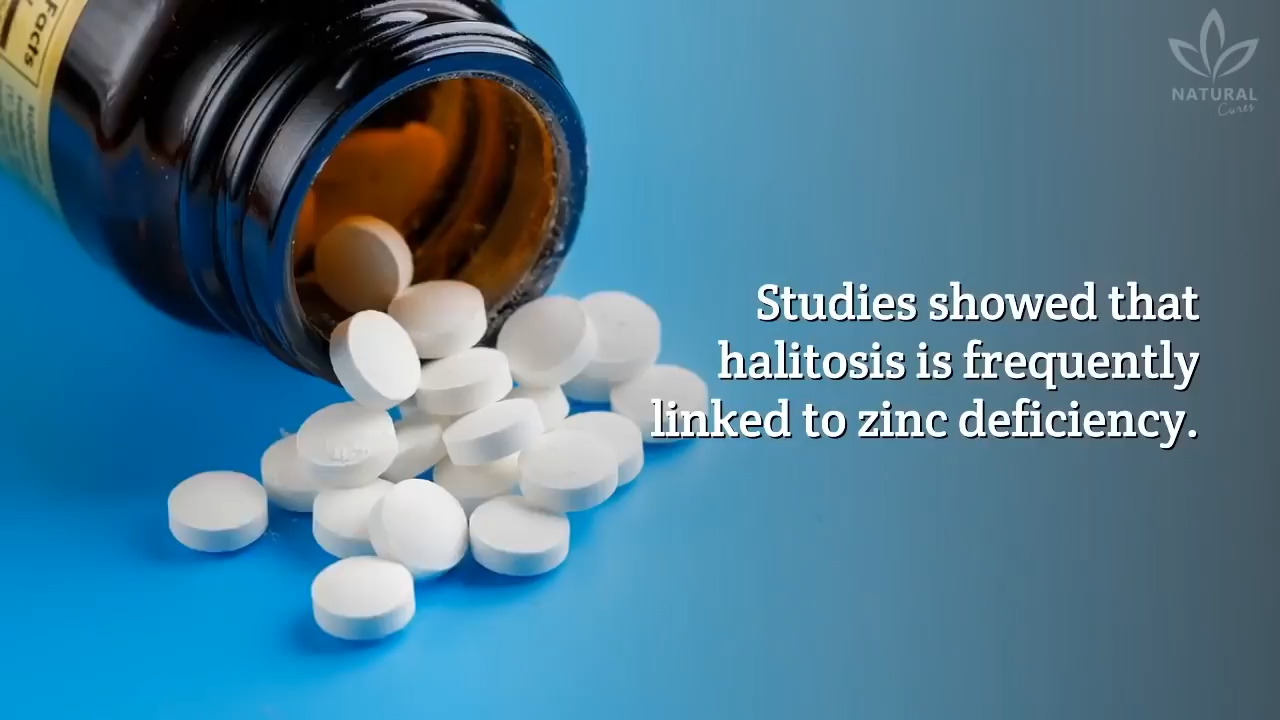 Facts
NATURAL
Cures
Studies showed that
halitosis is frequently
linked to zinc deficiency.